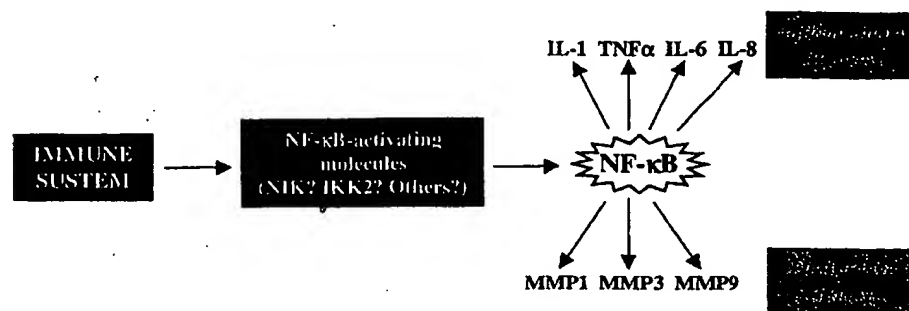 IL-1 TNFα IL-6 IL-8
IMMUNE
SUSTEM
NF-κB-activating
molecules
(NIK? IKK2? Others?)
NF-κB
MMP1 MMP3 MMP9